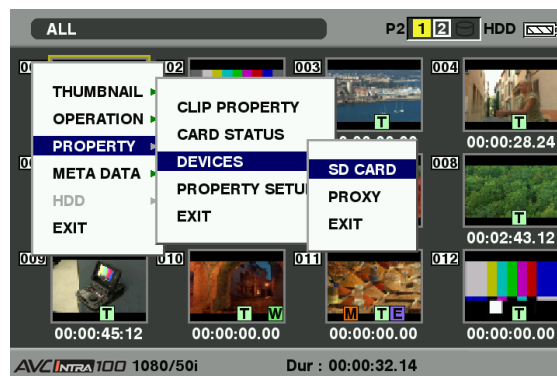 ALL P2 1 2 HDD
00 02 003 004
THUMBNAIL
OPERATION
PROPERTY
META DATA
HDD
EXIT
CLIP PROPERTY
CARD STATUS
DEVICES
PROPERTY SETU
EXIT
SD CARD
PROXY
EXIT
T T
00:00:28.24
00 008
T
00:02:43.12
009 010 011 012
T T W M T E T
00:00:45:12 00:00:00.00 00:00:00.00 00:00:00.00
AVC INTRA 100 1080/50i Dur : 00:00:32.14